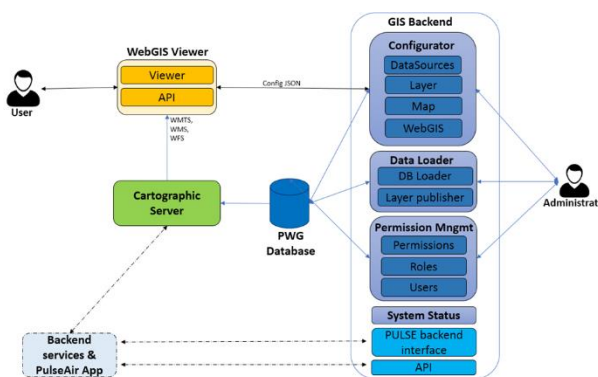 GIS Backend
WebGIS Viewer
Viewer
API
User
Config JSON
Configurator
DataSources
Layer
Map
WebGIS
WMTS,
WMS,
WFS
Data Loader
DB Loader
Layer publisher
Cartographic
Server
PWG
Database
Administrat
Permission Mngmt
Permissions
Roles
Users
System Status
Backend
services &
PulseAir App
PULSE backend
interface
API